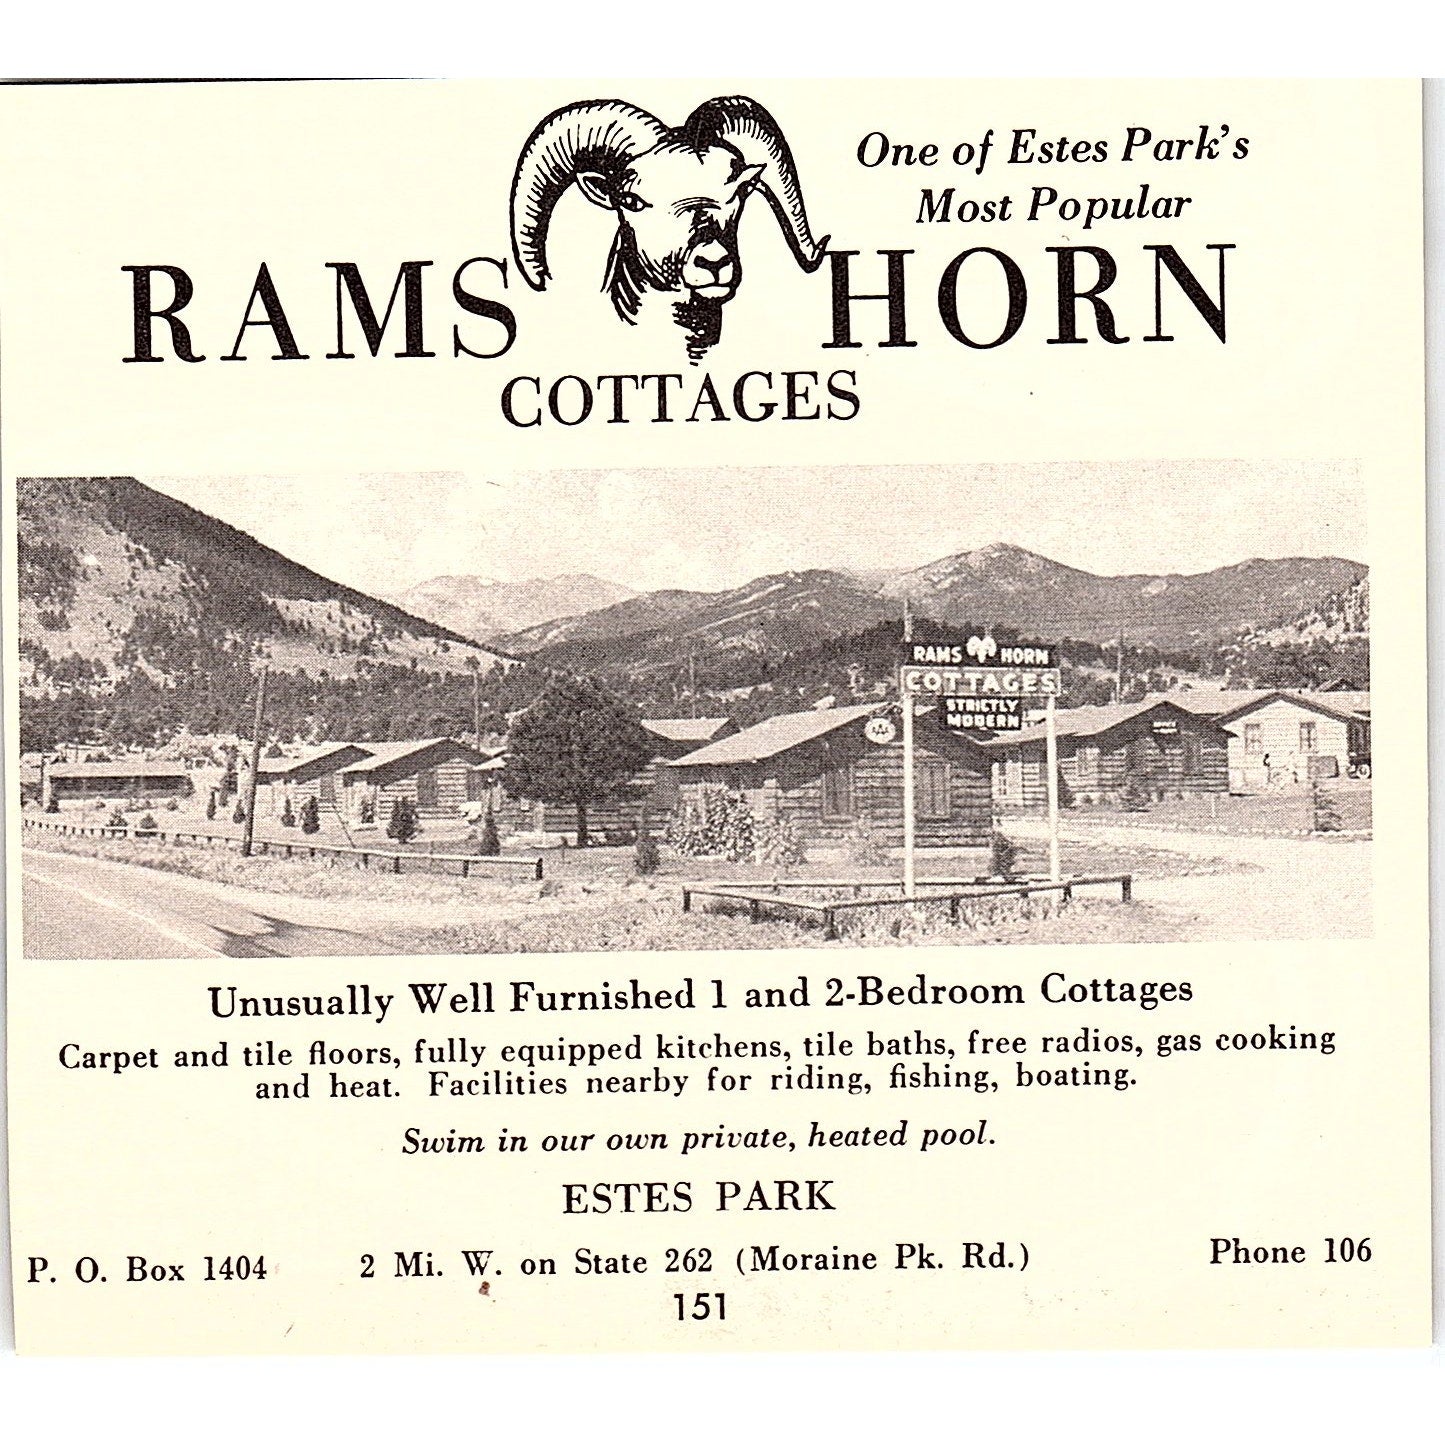 One of Estes Park's
Most Popular
RAMS HORN
COTTAGES
RAMS HORN
COTTAGES
STRICTLY
MODERN
AAA
Unusually Well Furnished 1 and 2-Bedroom Cottages
Carpet and tile floors, fully equipped kitchens, tile baths, free radios, gas cooking
and heat. Facilities nearby for riding, fishing, boating.
Swim in our own private, heated pool.
ESTES PARK
P. O. Box 1404 2 Mi. W. on State 262 (Moraine Pk. Rd.) Phone 106
151